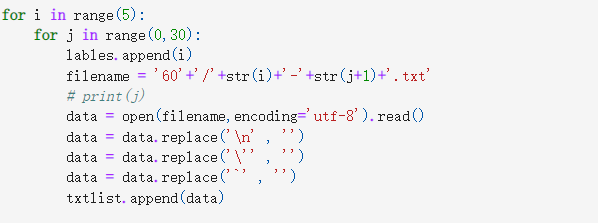 for i in range(5):
    for j in range(0,30):
        lables.append(i)
        filename = '60'+'/'+str(i)+'-'+str(j+1)+'.txt'
        # print(j)
        data = open(filename,encoding='utf-8').read()
        data = data.replace('\n' , '')
        data = data.replace('\'' , '')
        data = data.replace('`' , '')
        txtlist.append(data)